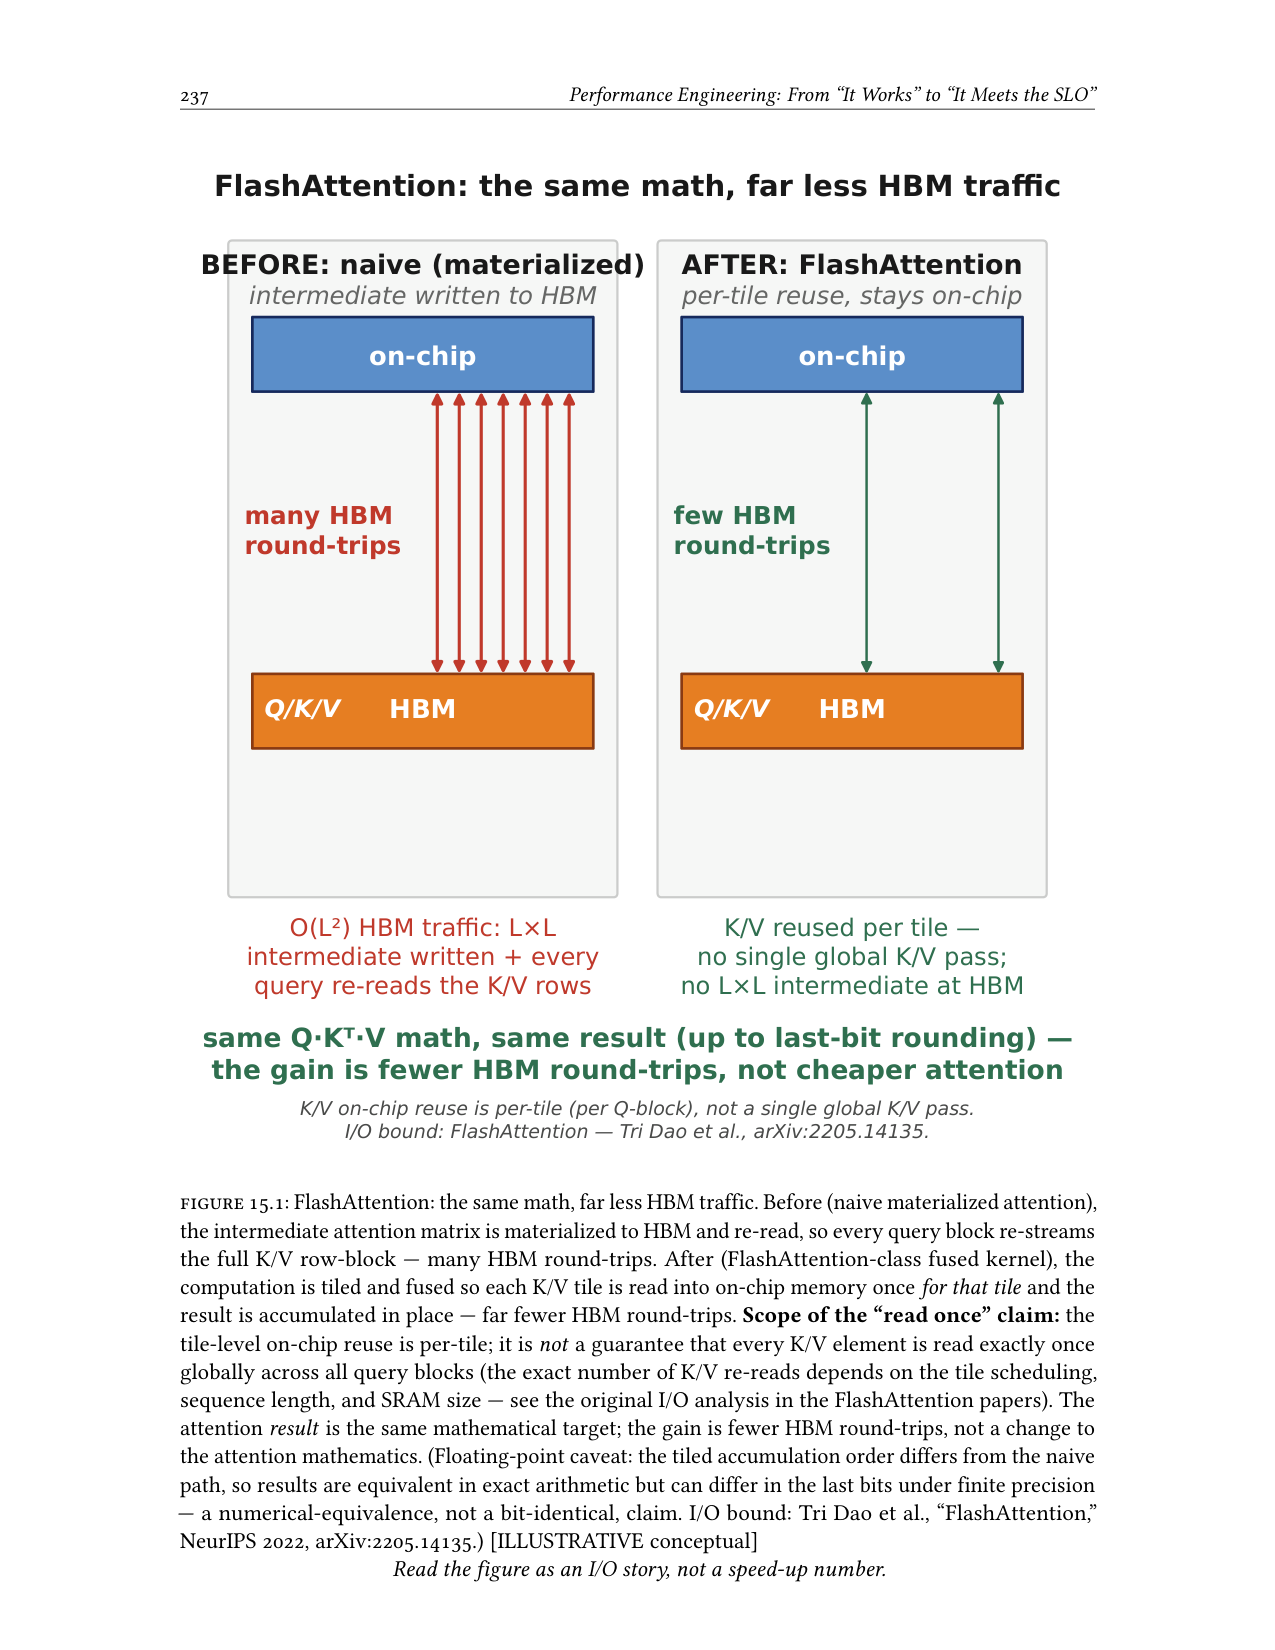 237 Performance Engineering: From “It Works” to “It Meets the SLO”
FlashAttention: the same math, far less HBM traffic
BEFORE: naive (materialized)
intermediate written to HBM
on-chip
many HBM
round-trips
Q/K/V HBM
O(L²) HBM traffic: L×L
intermediate written + every
query re-reads the K/V rows
AFTER: FlashAttention
per-tile reuse, stays on-chip
on-chip
few HBM
round-trips
Q/K/V HBM
K/V reused per tile —
no single global K/V pass;
no L×L intermediate at HBM
same Q·Kᵀ·V math, same result (up to last-bit rounding) —
the gain is fewer HBM round-trips, not cheaper attention
K/V on-chip reuse is per-tile (per Q-block), not a single global K/V pass.
I/O bound: FlashAttention — Tri Dao et al., arXiv:2205.14135.
FIGURE 15.1: FlashAttention: the same math, far less HBM traffic. Before (naive materialized attention),
the intermediate attention matrix is materialized to HBM and re-read, so every query block re-streams
the full K/V row-block — many HBM round-trips. After (FlashAttention-class fused kernel), the
computation is tiled and fused so each K/V tile is read into on-chip memory once for that tile and the
result is accumulated in place — far fewer HBM round-trips. Scope of the “read once” claim: the
tile-level on-chip reuse is per-tile; it is not a guarantee that every K/V element is read exactly once
globally across all query blocks (the exact number of K/V re-reads depends on the tile scheduling,
sequence length, and SRAM size — see the original I/O analysis in the FlashAttention papers). The
attention result is the same mathematical target; the gain is fewer HBM round-trips, not a change to
the attention mathematics. (Floating-point caveat: the tiled accumulation order differs from the naive
path, so results are equivalent in exact arithmetic but can differ in the last bits under finite precision
— a numerical-equivalence, not a bit-identical, claim. I/O bound: Tri Dao et al., “FlashAttention,”
NeurIPS 2022, arXiv:2205.14135.) [ILLUSTRATIVE conceptual]
Read the figure as an I/O story, not a speed-up number.